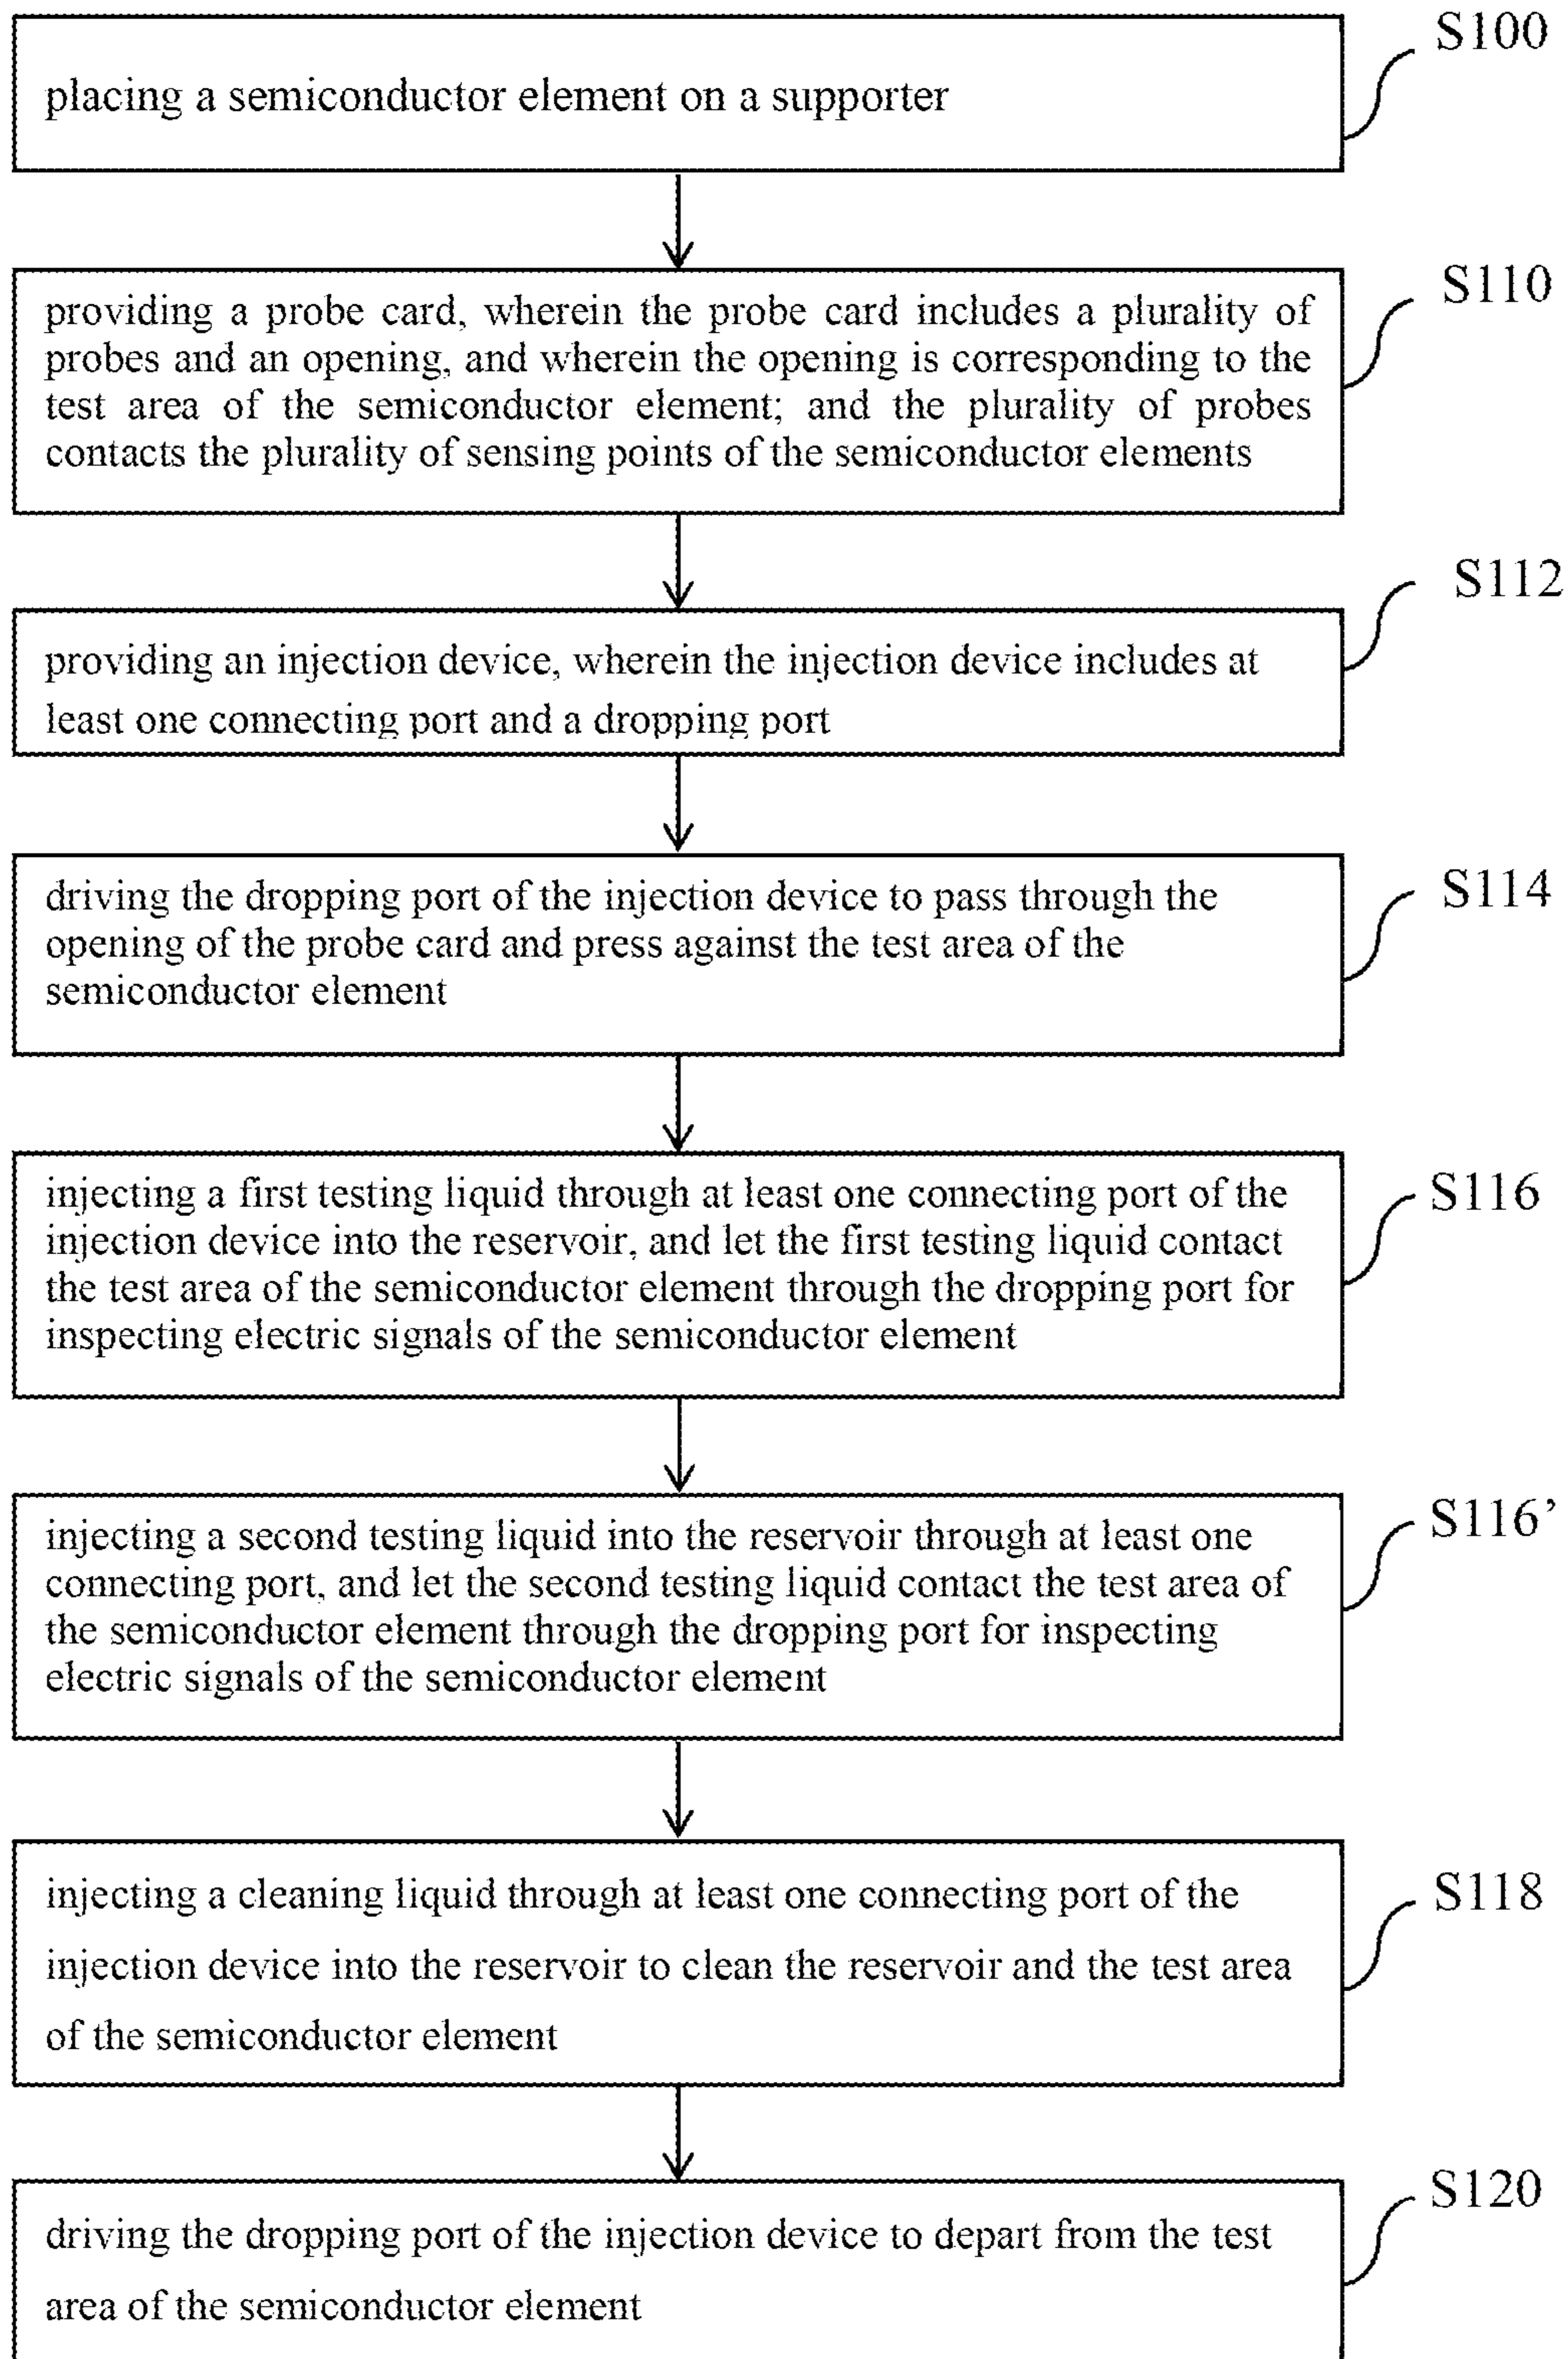 S100
placing a semiconductor element on a supporter
S110
providing a probe card, wherein the probe card includes a plurality of
probes and an opening, and wherein the opening is corresponding to the
test area of the semiconductor element; and the plurality of probes
contacts the plurality of sensing points of the semiconductor elements
S112
providing an injection device, wherein the injection device includes at
least one connecting port and a dropping port
S114
driving the dropping port of the injection device to pass through the
opening of the probe card and press against the test area of the
semiconductor element
S116
injecting a first testing liquid through at least one connecting port of the
injection device into the reservoir, and let the first testing liquid contact
the test area of the semiconductor element through the dropping port for
inspecting electric signals of the semiconductor element
S116’
injecting a second testing liquid into the reservoir through at least one
connecting port, and let the second testing liquid contact the test area of
the semiconductor element through the dropping port for inspecting
electric signals of the semiconductor element
S118
injecting a cleaning liquid through at least one connecting port of the
injection device into the reservoir to clean the reservoir and the test area
of the semiconductor element
S120
driving the dropping port of the injection device to depart from the test
area of the semiconductor element